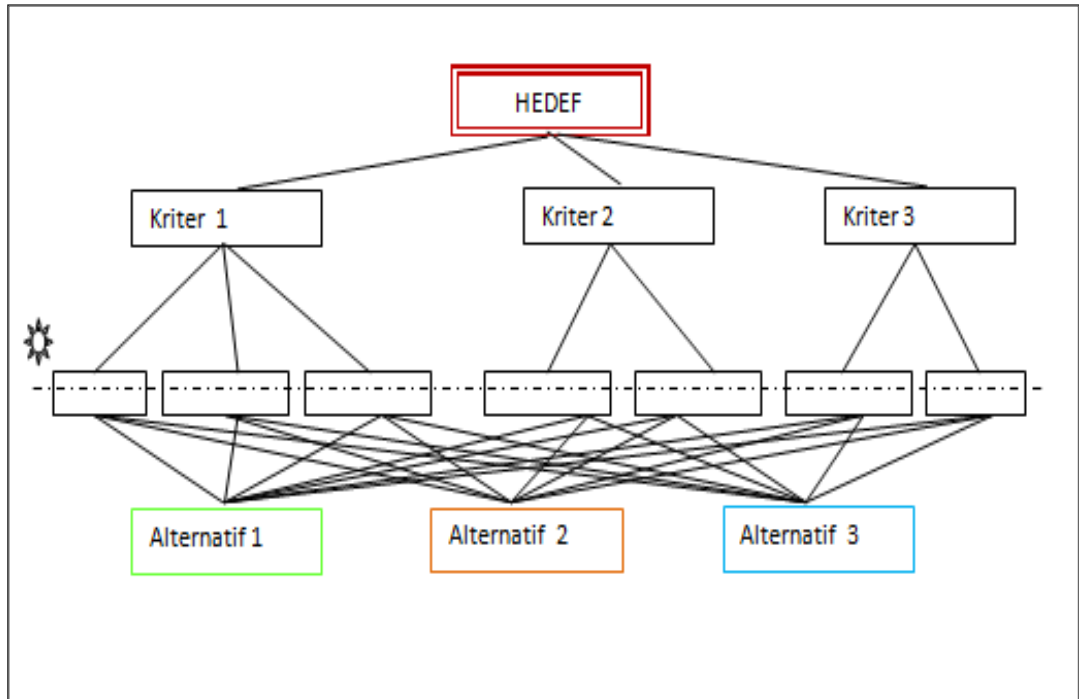 HEDEF
Kriter 1
Kriter 2
Kriter 3
Alternatif 1
Alternatif 2
Alternatif 3